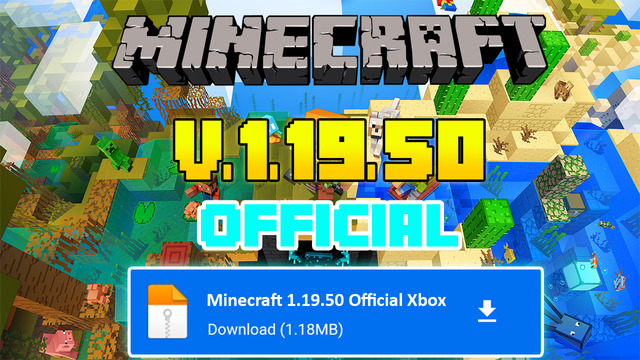 MINECRAFT
V.1.19.50
OFFICIAL
Minecraft 1.19.50 Official Xbox
Download (1.18MB)